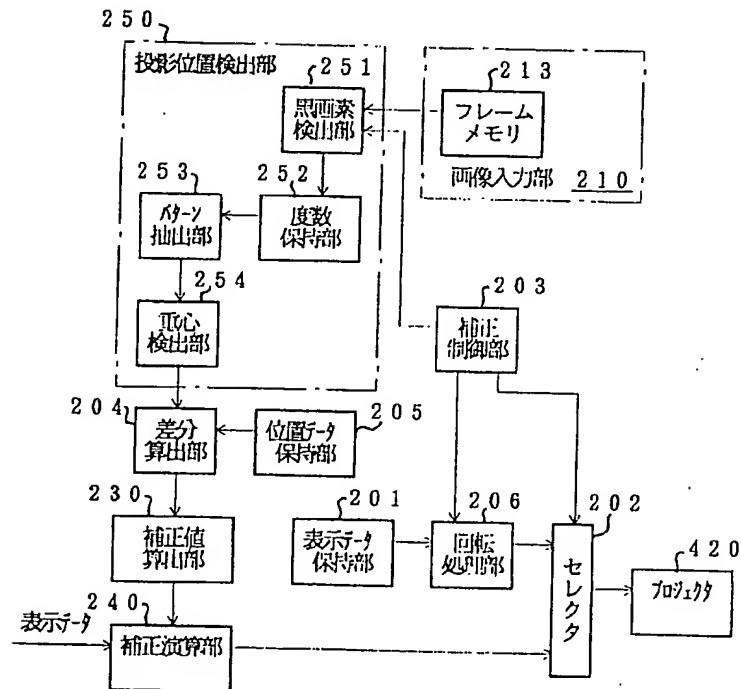 250
投影位置検出部
251
黒画素
検出部
213
フレーム
メモリ
画像入力部 210
253
パターン
抽出部
252
度数
保持部
254
重心
検出部
203
補正
制御部
204
差分
算出部
205
位置データ
保持部
230
補正値
算出部
201
表示データ
保持部
206
回転
処理部
202
セレクタ
420
プロジェクタ
240
表示データ
補正演算部